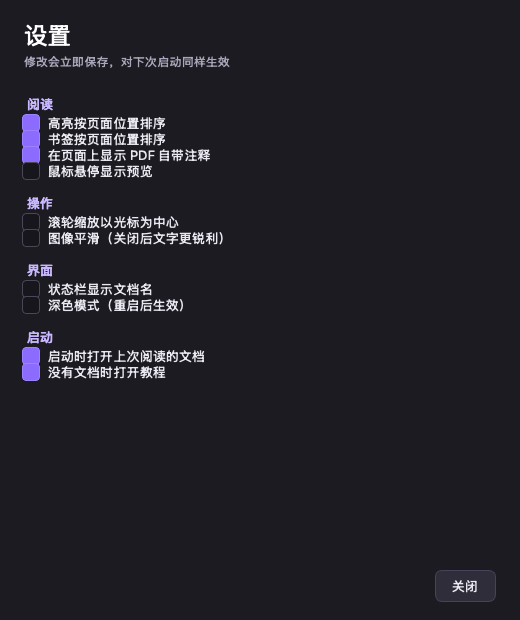 设置
修改会立即保存，对下次启动同样生效
阅读
高亮按页面位置排序
书签按页面位置排序
在页面上显示 PDF 自带注释
鼠标悬停显示预览
操作
滚轮缩放以光标为中心
图像平滑（关闭后文字更锐利）
界面
状态栏显示文档名
深色模式（重启后生效）
启动
启动时打开上次阅读的文档
没有文档时打开教程
关闭